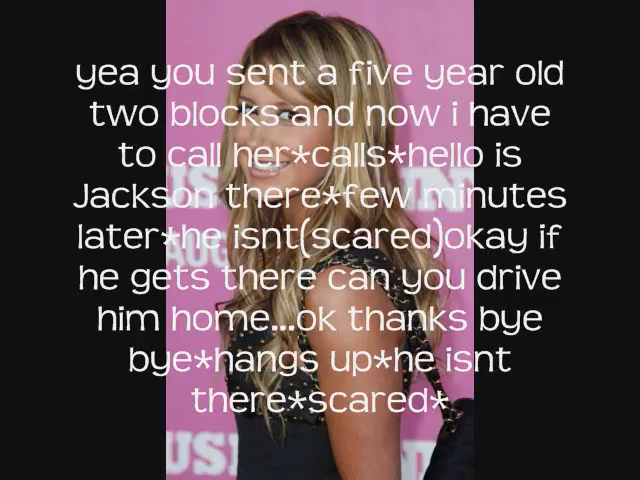 yea you sent a five year old
two blocks and now i have
to call her*calls*hello is
Jackson there*few minutes
later*he isnt(scared)okay if
he gets there can you drive
him home...ok thanks bye
bye*hangs up*he isnt
there*scared*
AUG
USI